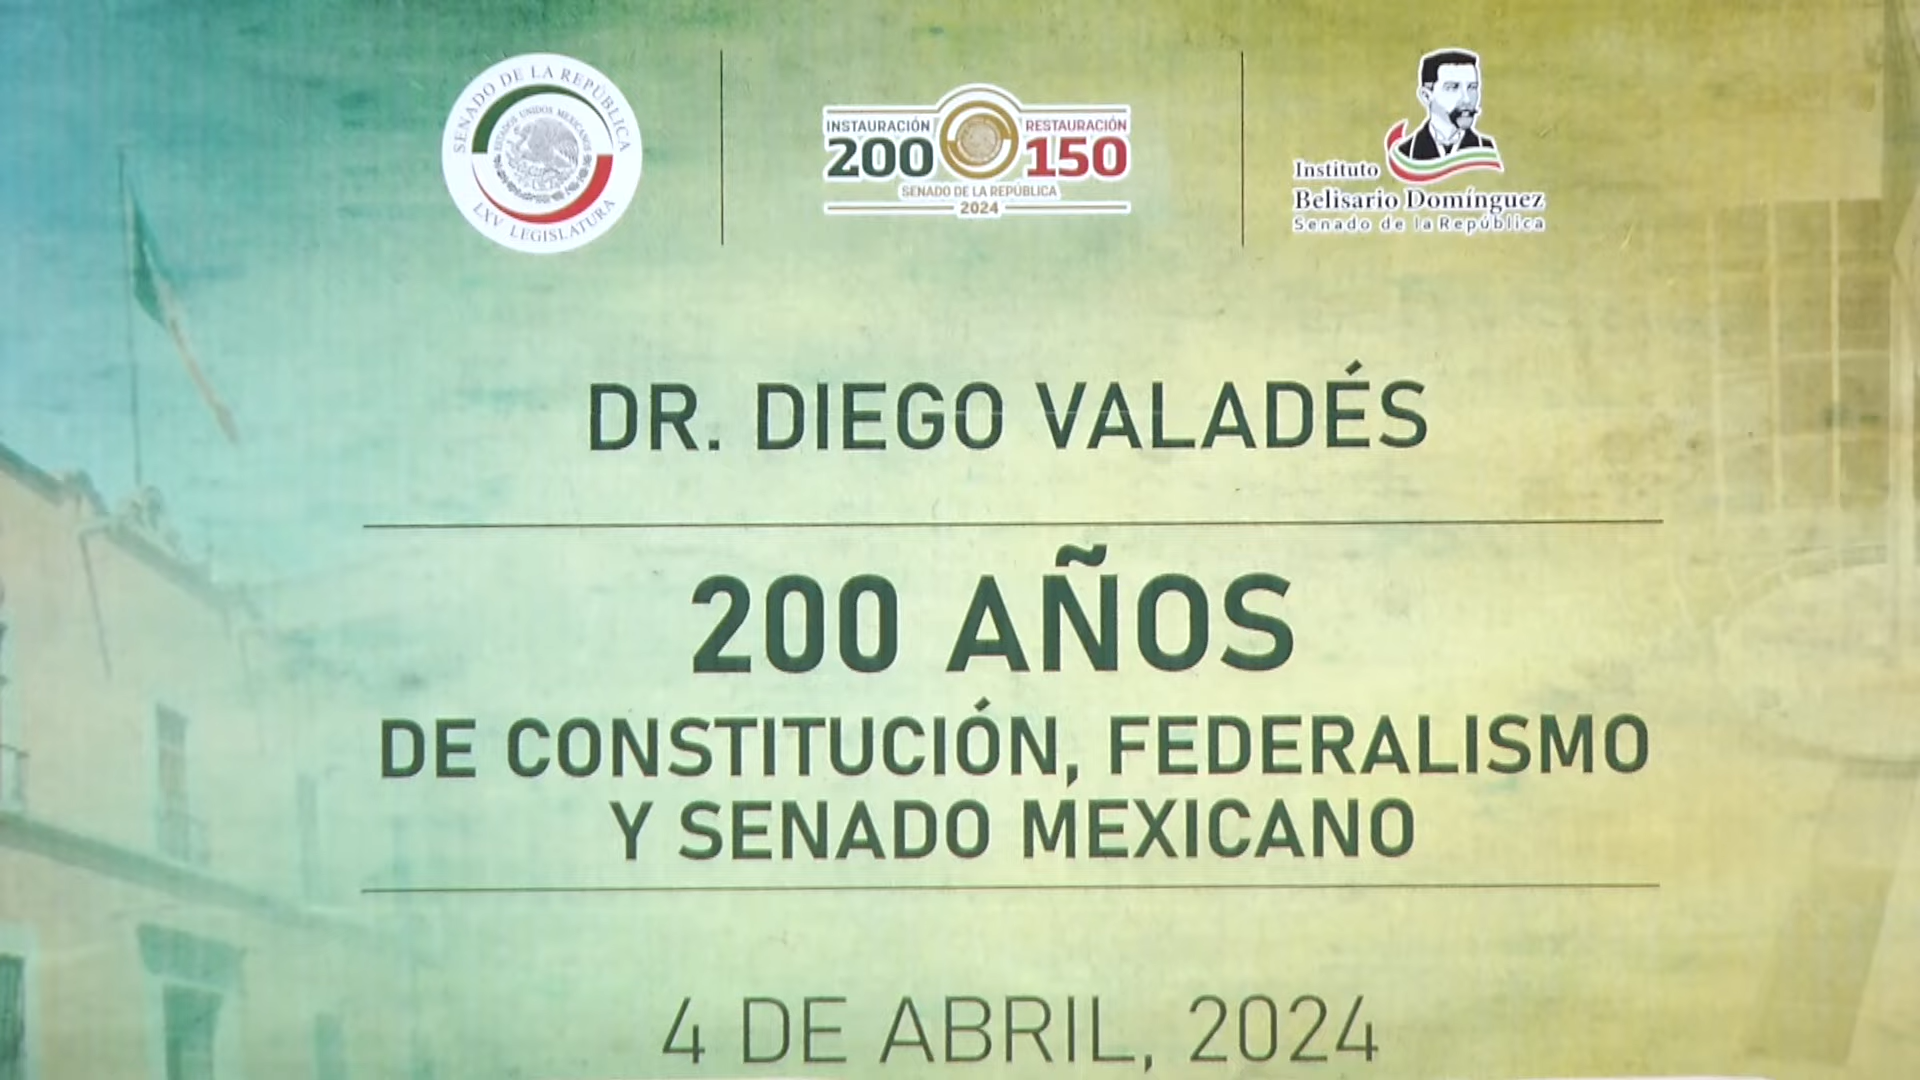 SENADO DE LA REPÚBLICA
ESTADOS UNIDOS MEXICANOS
LXV LEGISLATURA
INSTAURACIÓN
200
RESTAURACIÓN
150
SENADO DE LA REPÚBLICA
2024
Instituto
Belisario Domínguez
Senado de la República
DR. DIEGO VALADÉS
200 AÑOS
DE CONSTITUCIÓN, FEDERALISMO
Y SENADO MEXICANO
4 DE ABRIL, 2024